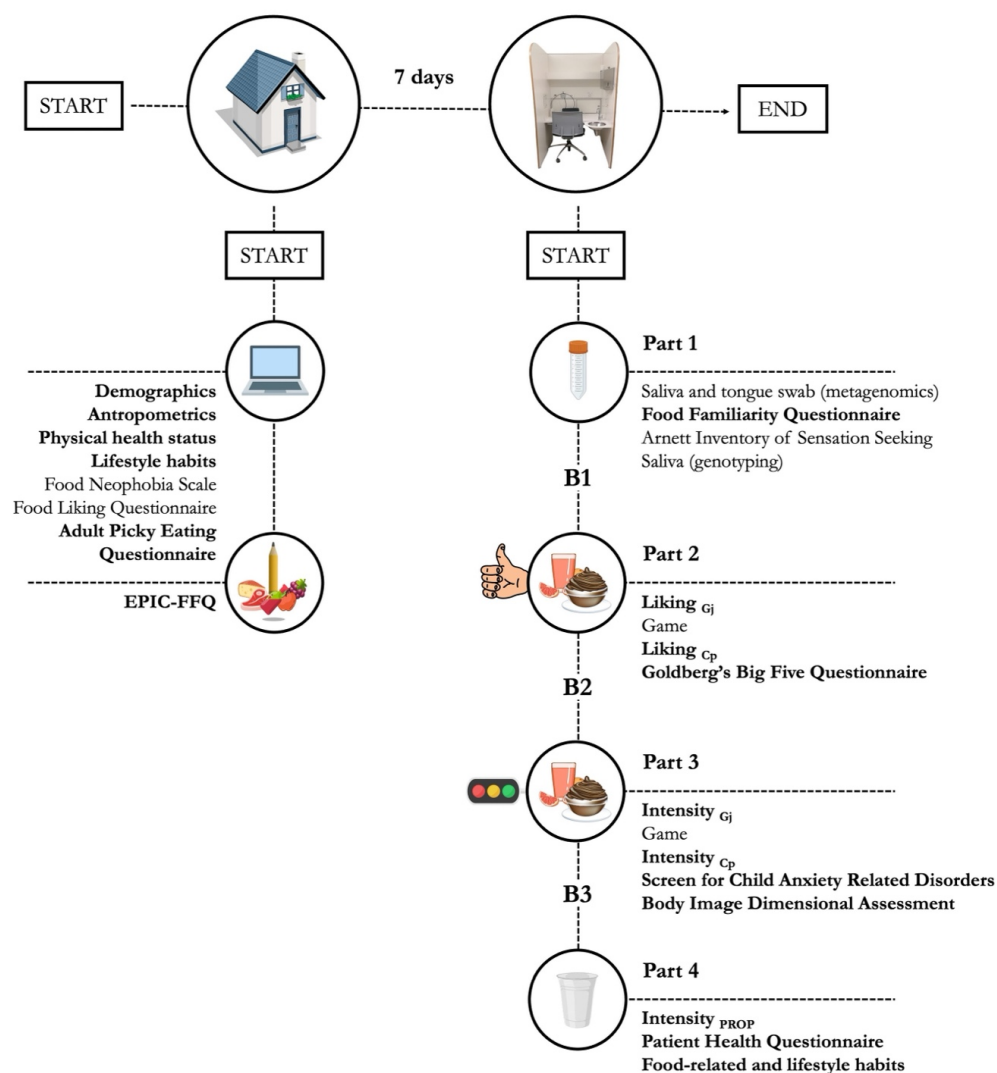 START
7 days
END
START
START
Demographics
Antropometrics
Physical health status
Lifestyle habits
Food Neophobia Scale
Food Liking Questionnaire
Adult Picky Eating
Questionnaire
EPIC-FFQ
Part 1
Saliva and tongue swab (metagenomics)
Food Familiarity Questionnaire
Arnett Inventory of Sensation Seeking
Saliva (genotyping)
B1
Part 2
Liking Gj
Game
Liking Cp
Goldberg's Big Five Questionnaire
B2
Part 3
Intensity Gj
Game
Intensity Cp
Screen for Child Anxiety Related Disorders
Body Image Dimensional Assessment
B3
Part 4
Intensity PROP
Patient Health Questionnaire
Food-related and lifestyle habits